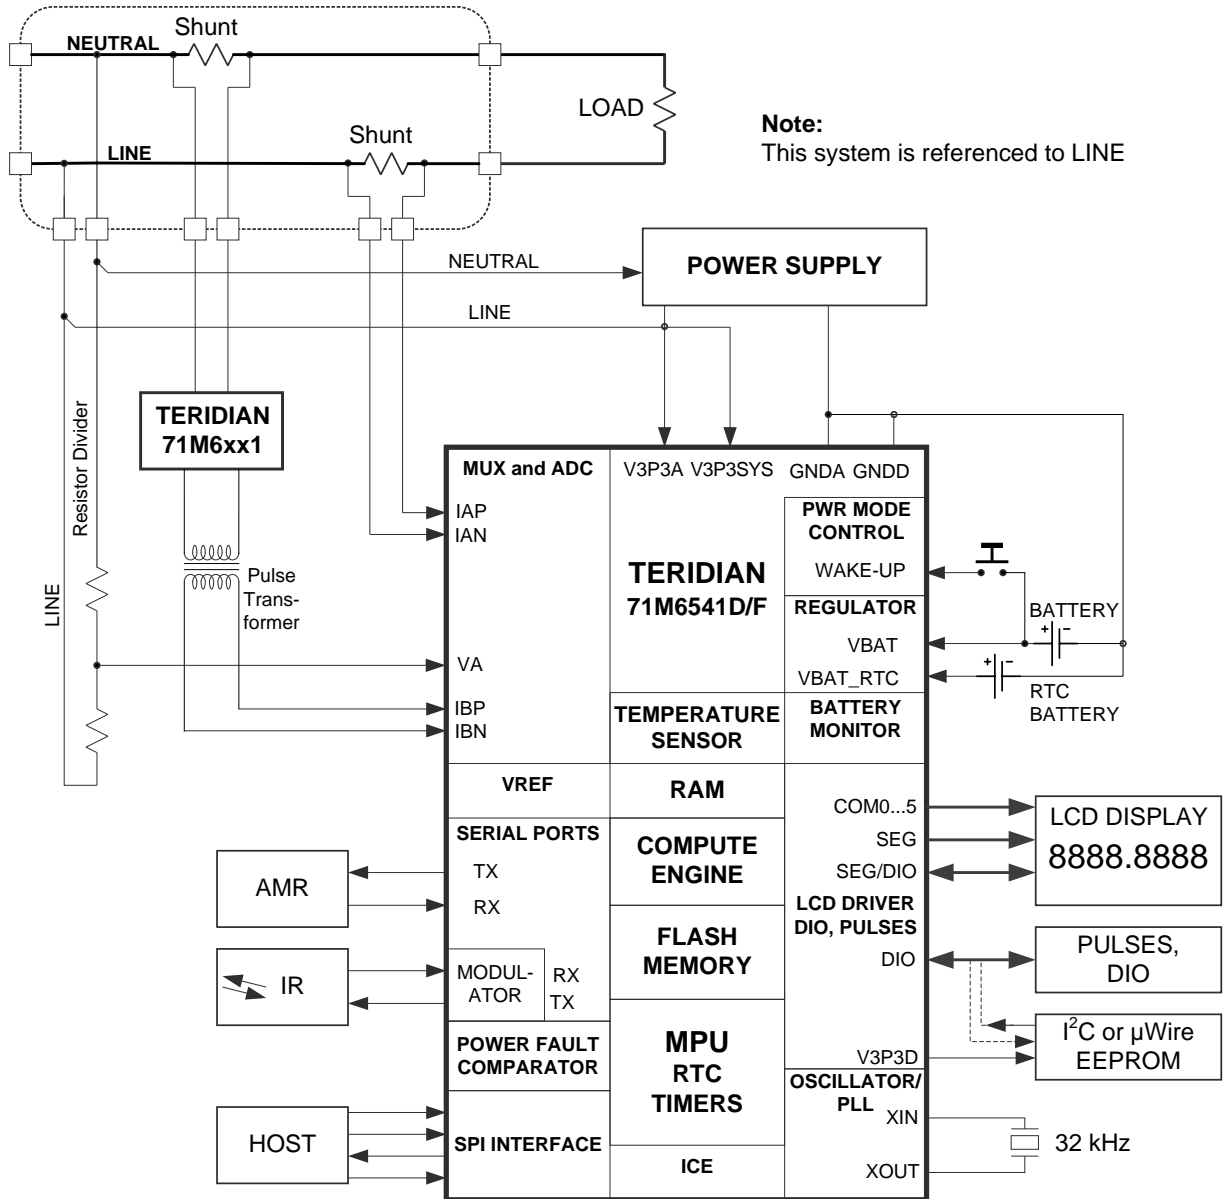 Shunt
NEUTRAL
LOAD
Note:
This system is referenced to LINE
Shunt
LINE
NEUTRAL
POWER SUPPLY
LINE
Resistor Divider
TERIDIAN
71M6xx1
MUX and ADC
V3P3A V3P3SYS
GNDA GNDD
IAP
IAN
PWR MODE
CONTROL
WAKE-UP
TERIDIAN
71M6541D/F
Pulse
Trans-
former
LINE
REGULATOR
BATTERY
VBAT
VBAT_RTC
RTC
BATTERY
VA
IBP
IBN
TEMPERATURE
SENSOR
BATTERY
MONITOR
VREF
RAM
COM0...5
SEG
SEG/DIO
LCD DISPLAY
8888.8888
SERIAL PORTS
TX
RX
AMR
COMPUTE
ENGINE
LCD DRIVER
DIO, PULSES
DIO
PULSES,
DIO
IR
MODUL-
ATOR
RX
TX
FLASH
MEMORY
I²C or µWire
EEPROM
V3P3D
POWER FAULT
COMPARATOR
MPU
RTC
TIMERS
OSCILLATOR/
PLL
XIN
XOUT
32 kHz
HOST
SPI INTERFACE
ICE